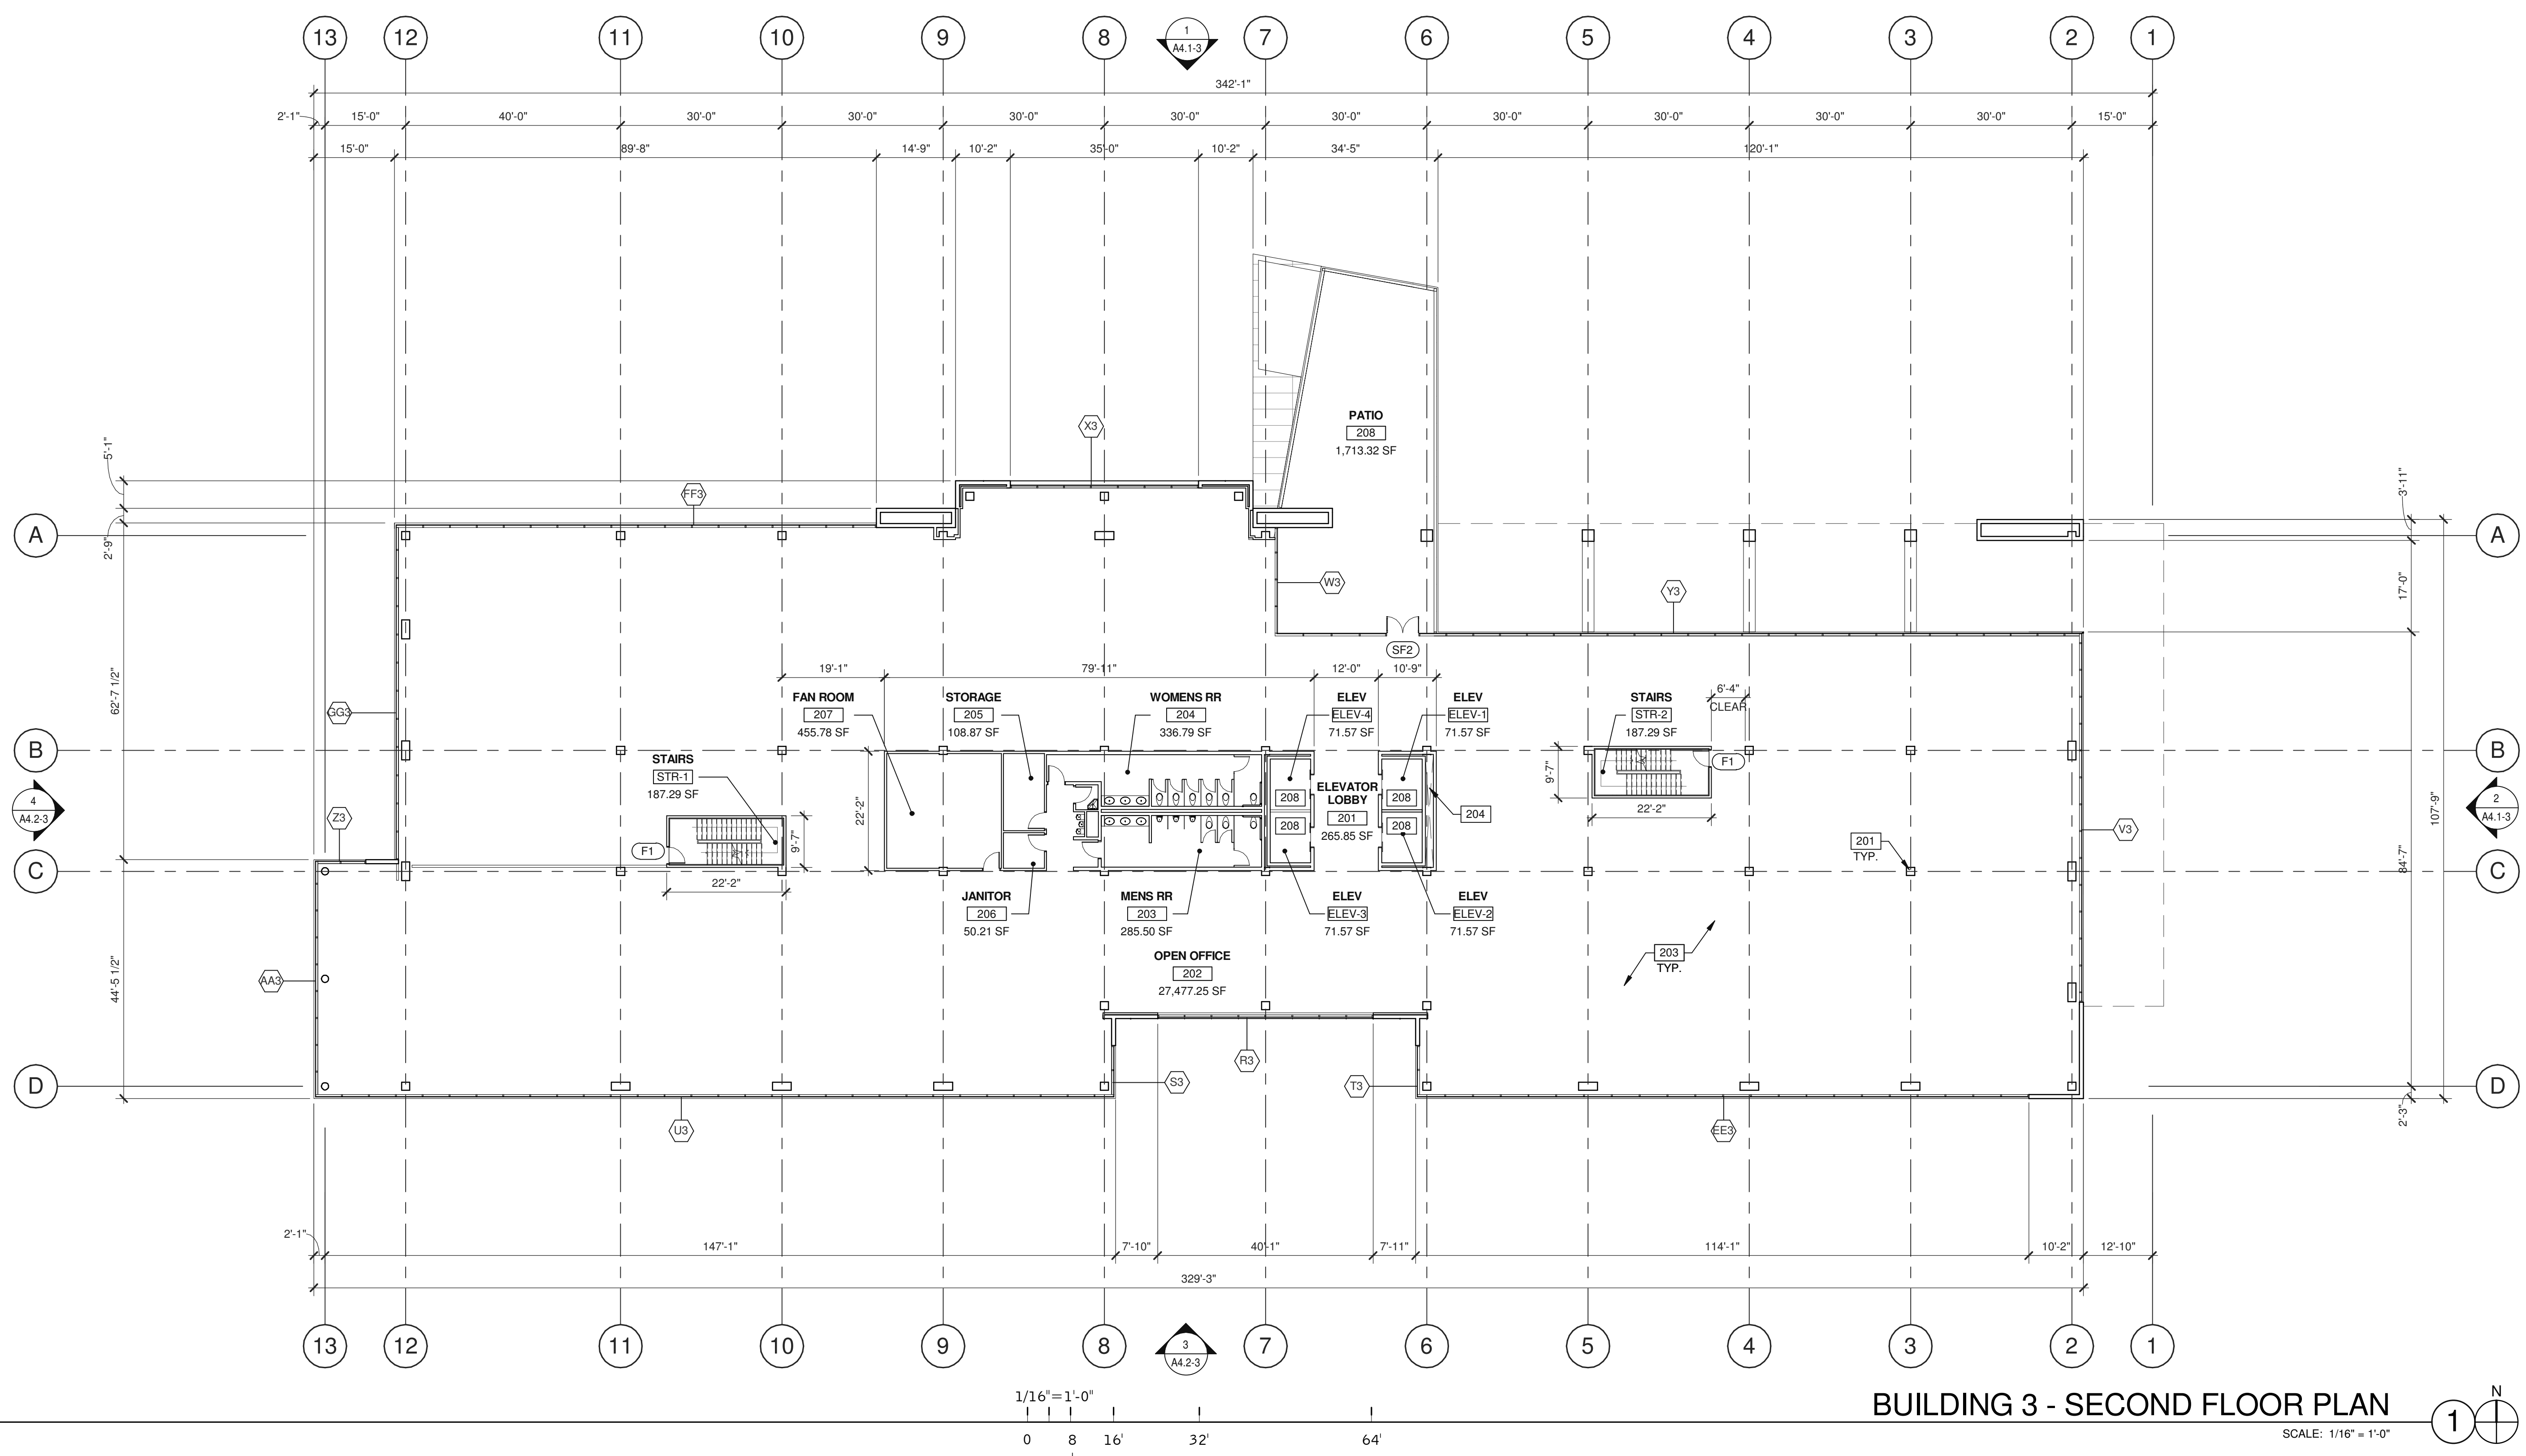 13 12 11 10 9 8 7 6 5 4 3 2 1
1
A4.1-3
342'-1"
2'-1" 15'-0" 40'-0" 30'-0" 30'-0" 30'-0" 30'-0" 30'-0" 30'-0" 30'-0" 30'-0" 30'-0" 15'-0"
15'-0" 89'-8" 14'-9" 10'-2" 35'-0" 10'-2" 34'-5" 120'-1"
PATIO
208
1,713.32 SF
X3
5'-1"
3'-11"
FF3
A A
2'-9"
W3
Y3
17'-0"
SF2
62'-7 1/2"
GG3
19'-1" 79'-11" 12'-0" 10'-9"
6'-4"
CLEAR
FAN ROOM
207
455.78 SF
STORAGE
205
108.87 SF
WOMENS RR
204
336.79 SF
ELEV
ELEV-4
71.57 SF
ELEV
ELEV-1
71.57 SF
STAIRS
STR-2
187.29 SF
B B
F1
STAIRS
STR-1
187.29 SF
9'-7"
22'-2"
22'-2"
208 208
208 208
ELEVATOR
LOBBY
201
265.85 SF
204
4
A4.2-3
2
A4.1-3
107'-9"
Z3
V3
F1
9'-7"
22'-2"
201
TYP.
84'-7"
C C
JANITOR
206
50.21 SF
MENS RR
203
285.50 SF
ELEV
ELEV-3
71.57 SF
ELEV
ELEV-2
71.57 SF
OPEN OFFICE
202
27,477.25 SF
203
TYP.
AA3
44'-5 1/2"
R3
S3
T3
D D
2'-3"
U3
EE3
2'-1" 147'-1" 7'-10" 40'-1" 7'-11" 114'-1" 10'-2" 12'-10"
329'-3"
13 12 11 10 9 8 7 6 5 4 3 2 1
3
A4.2-3
1/16"=1'-0"
0 8 16' 32' 64'
BUILDING 3 - SECOND FLOOR PLAN
SCALE: 1/16" = 1'-0"
1
N